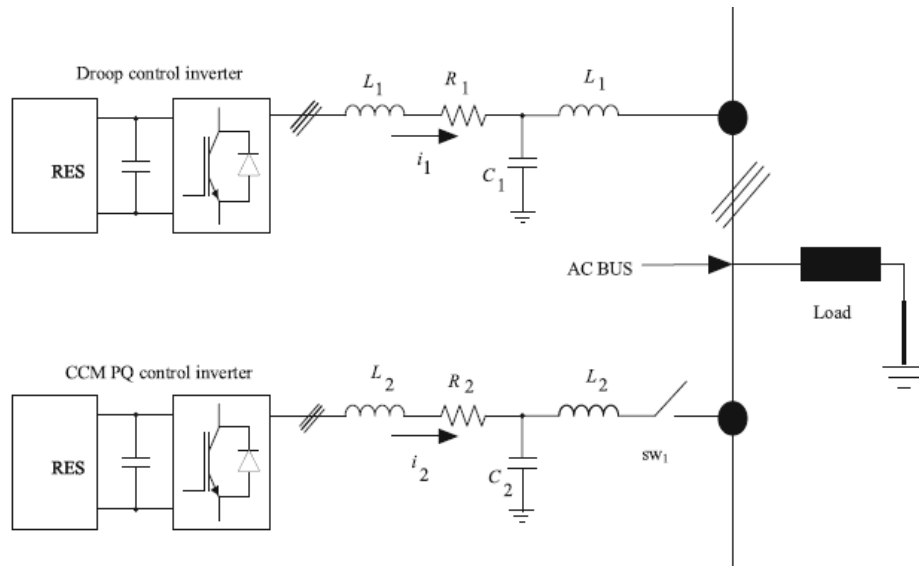 Droop control inverter
L1
R1
L1
RES
i1
C1
AC BUS
Load
CCM PQ control inverter
L2
R2
L2
RES
i2
C2
sw1